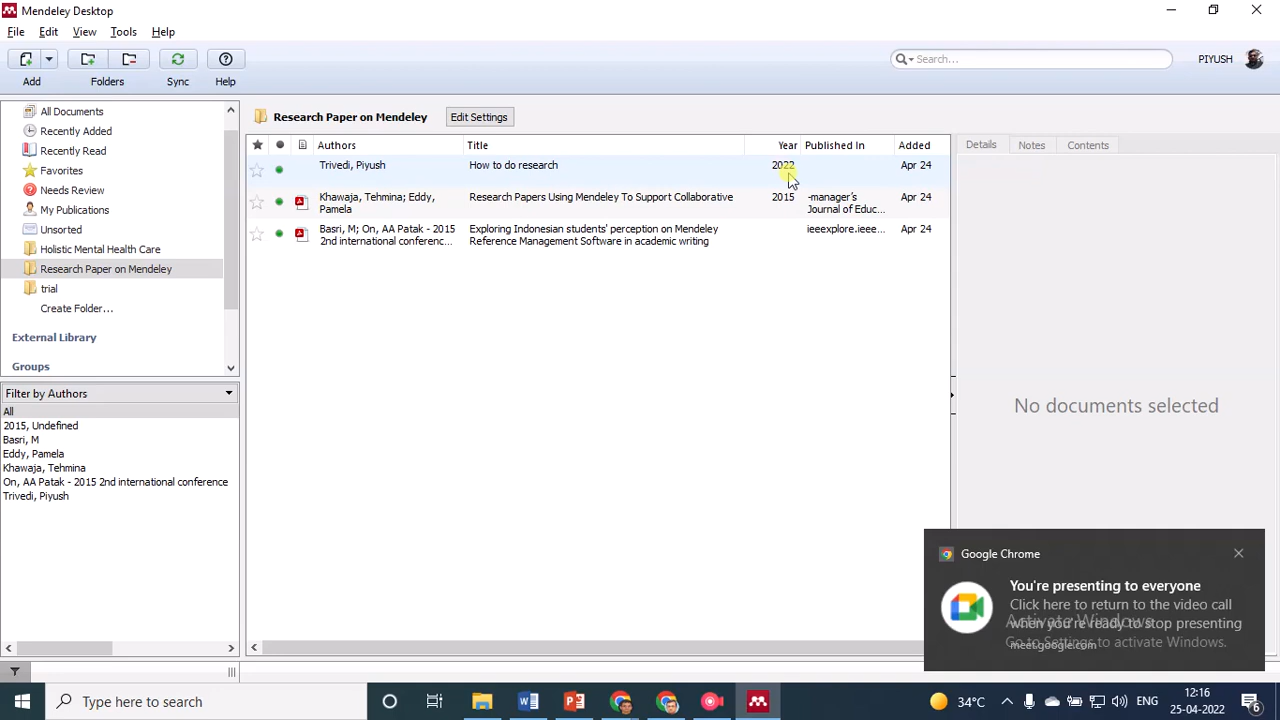 Mendeley Desktop
File Edit View Tools Help
Add Folders Sync Help
Search...
PIYUSH
All Documents
Recently Added
Recently Read
Favorites
Needs Review
My Publications
Unsorted
Holistic Mental Health Care
Research Paper on Mendeley
trial
Create Folder...
External Library
Groups
Filter by Authors
All
2015, Undefined
Basri, M
Eddy, Pamela
Khawaja, Tehmina
On, AA Patak - 2015 2nd international conference
Trivedi, Piyush
Research Paper on Mendeley Edit Settings
Authors Title Year Published In Added
Trivedi, Piyush How to do research 2022 Apr 24
Khawaja, Tehmina; Eddy, Research Papers Using Mendeley To Support Collaborative 2015 -manager's Apr 24
Pamela Journal of Educ...
Basri, M; On, AA Patak - 2015 Exploring Indonesian students' perception on Mendeley ieeexplore.ieee... Apr 24
2nd international conferenc... Reference Management Software in academic writing
Details Notes Contents
No documents selected
Google Chrome
You're presenting to everyone
Click here to return to the video call
when you're ready to stop presenting
meet.google.com
Activate Windows
Go to Settings to activate Windows.
Type here to search
34°C
ENG
12:16
25-04-2022
6